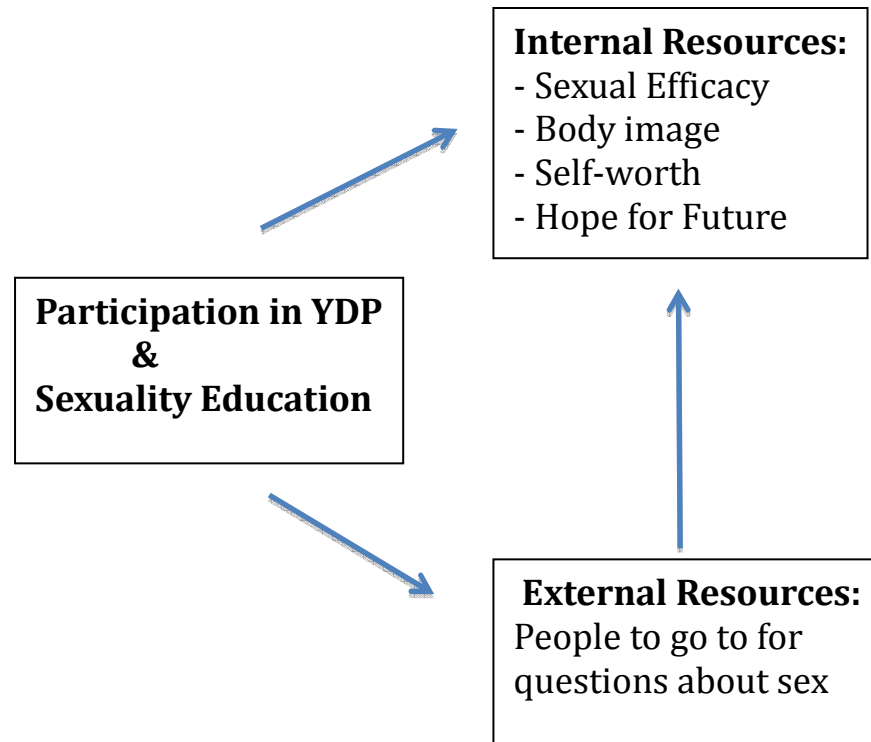 Internal Resources:
- Sexual Efficacy
- Body image
- Self-worth
- Hope for Future
Participation in YDP
&
Sexuality Education
External Resources:
People to go to for
questions about sex